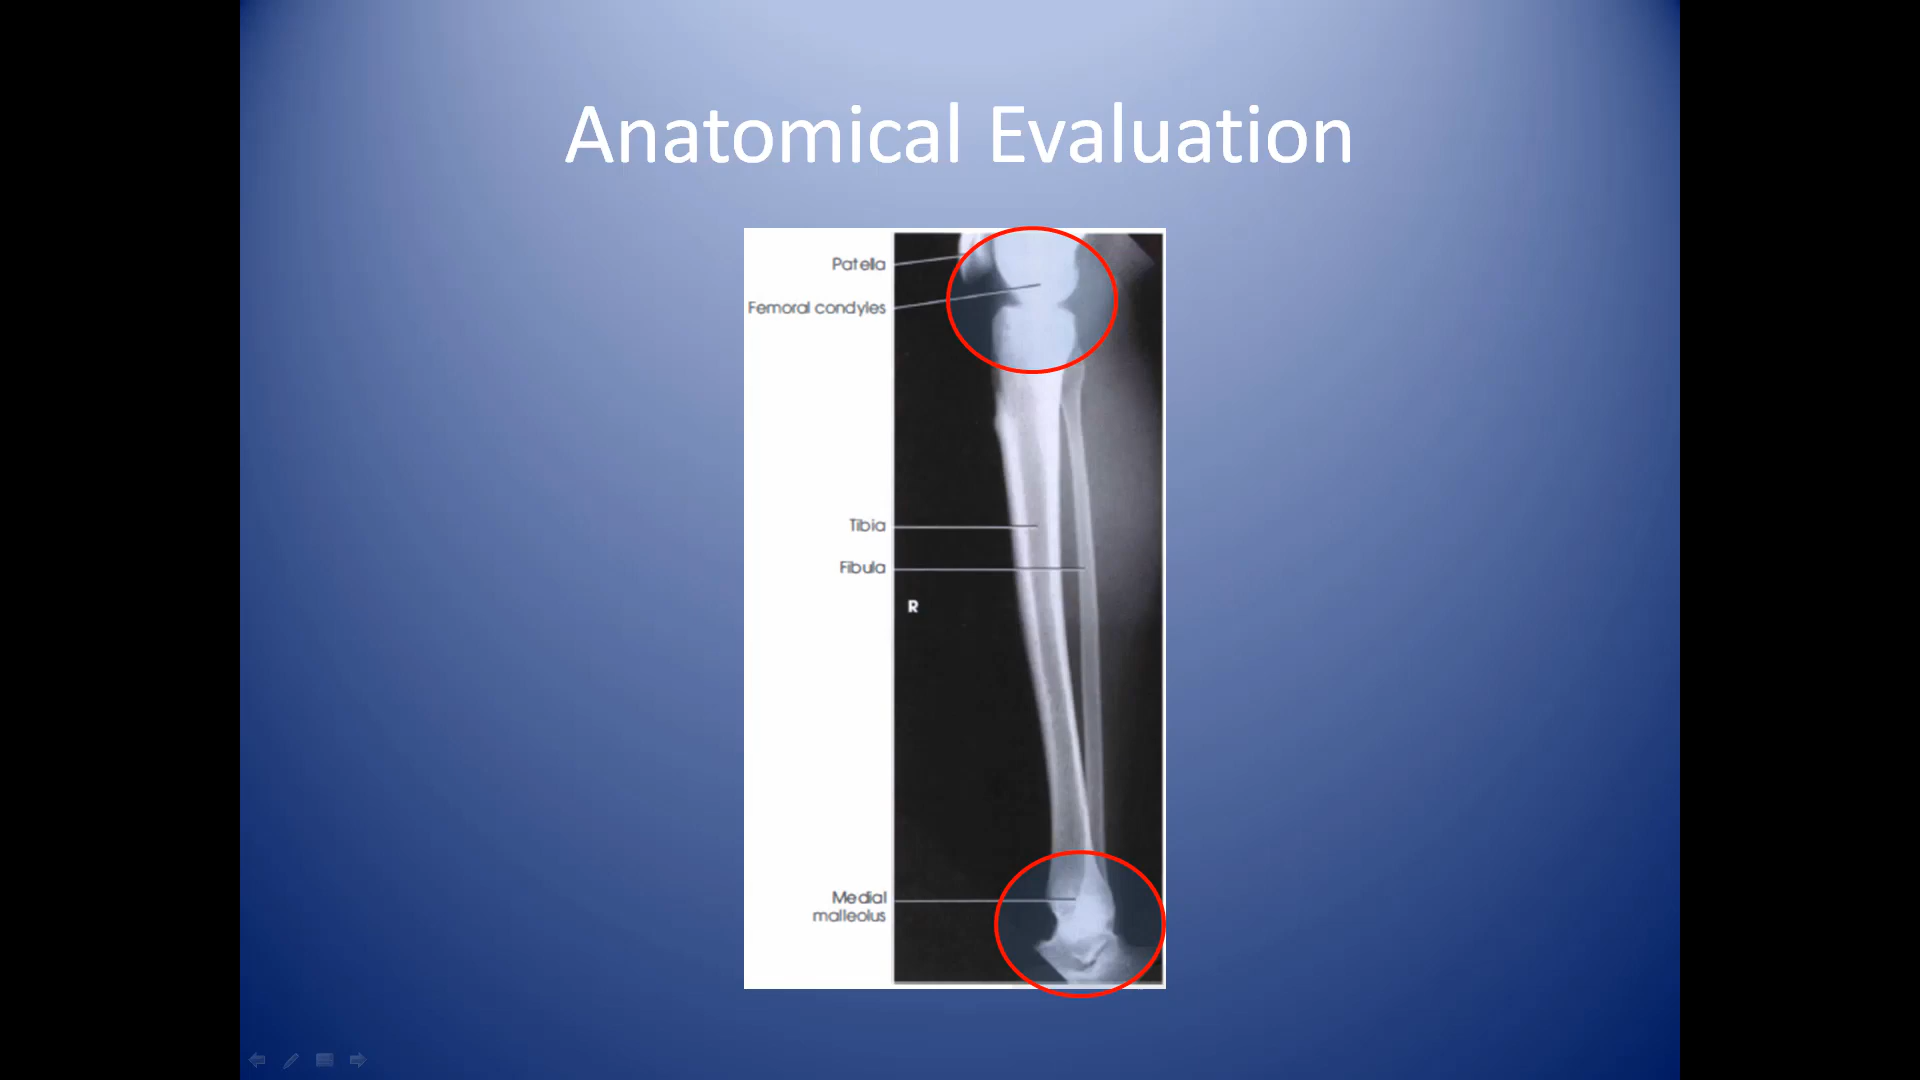 Anatomical Evaluation
Patella
Femoral condyles
Tibia
Fibula
R
Medial
malleolus